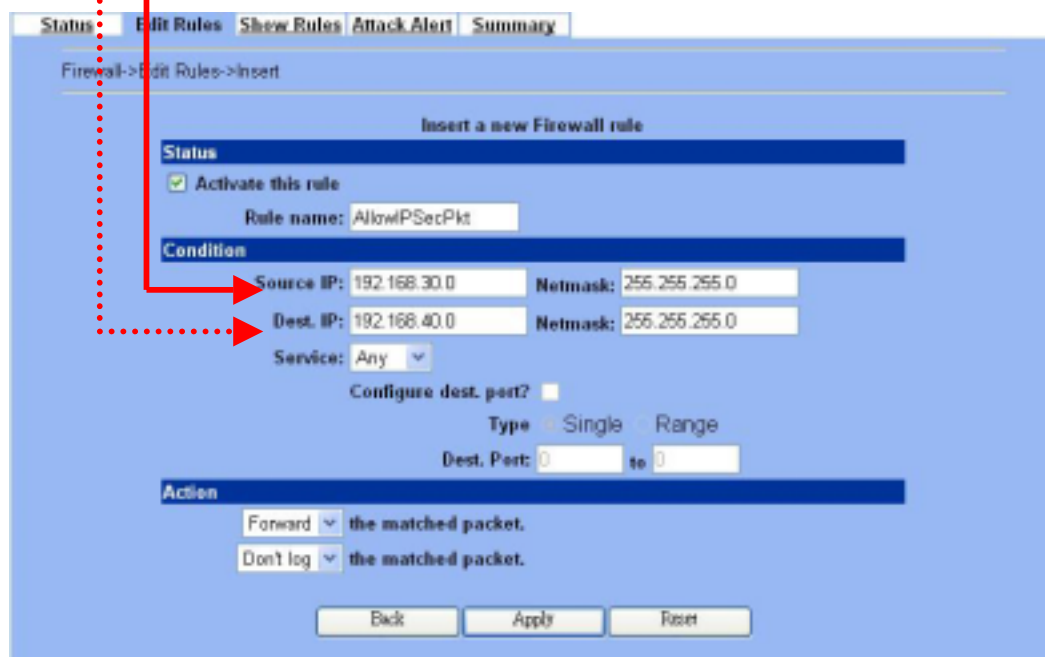 Status Edit Rules Show Rules Attack Alert Summary
Firewall->Edit Rules->Insert
Insert a new Firewall rule
Status
Activate this rule
Rule name: AllowIPSecPkt
Condition
Source IP: 192.168.30.0 Netmask: 255.255.255.0
Dest. IP: 192.168.40.0 Netmask: 255.255.255.0
Service: Any
Configure dest. port?
Type Single Range
Dest. Port: 0 to 0
Action
Forward the matched packet.
Don't log the matched packet.
Back Apply Reset